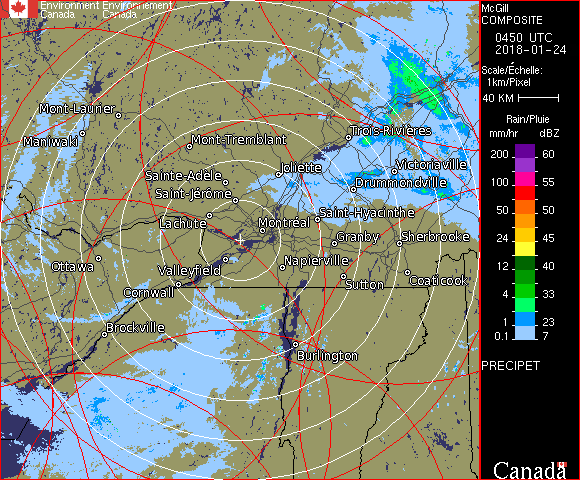 Environment Environnement
Canada Canada
McGill
COMPOSITE
0450 UTC
2018-01-24
Scale/Échelle:
1km/Pixel
40 KM
Rain/Pluie
mm/hr dBZ
200 60
100 55
50 50
24 45
12 40
4 33
1 28
0.5 23
0.1 7
PRECIPET
Mont-Laurier
Maniwaki
Mont-Tremblant
Trois-Rivières
Sainte-Adèle
Joliette
Victoriaville
Saint-Jérôme
Drummondville
Lachute
Montréal
Saint-Hyacinthe
Granby
Sherbrooke
Ottawa
Valleyfield
Napierville
Cornwall
Sutton
Coaticook
Brockville
Burlington
Canada